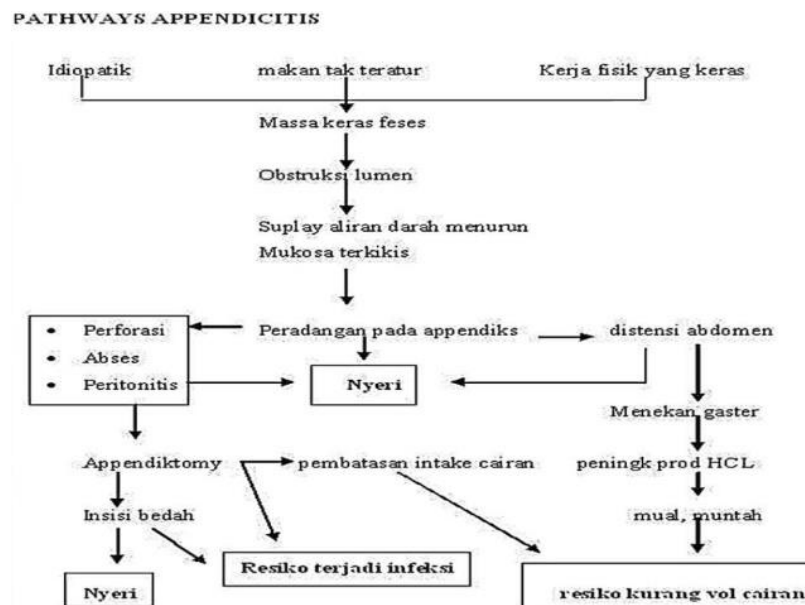 PATHWAYS APPENDICITIS
Idiopatik makan tak teratur Kerja fisik yang keras
Massa keras feses
Obstruksi lumen
Suplay aliran darah menurun
Mukosa terkikis
• Perforasi Peradangan pada appendiks distensi abdomen
• Abses
• Peritonitis Nyeri
Menekan gaster
Appendiktomy pembatasan intake cairan peningk prod HCL
Insisi bedah mual, muntah
Resiko terjadi infeksi
Nyeri resiko kurang vol cairan